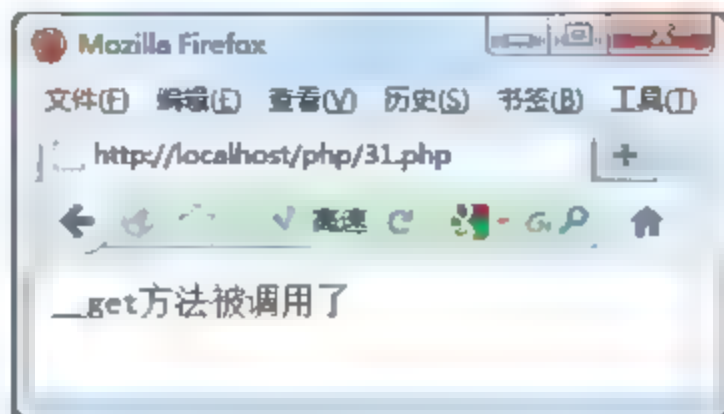 Mozilla Firefox
文件(F) 编辑(E) 查看(V) 历史(S) 书签(B) 工具(T)
http://localhost/php/31.php +
高速
__get方法被调用了